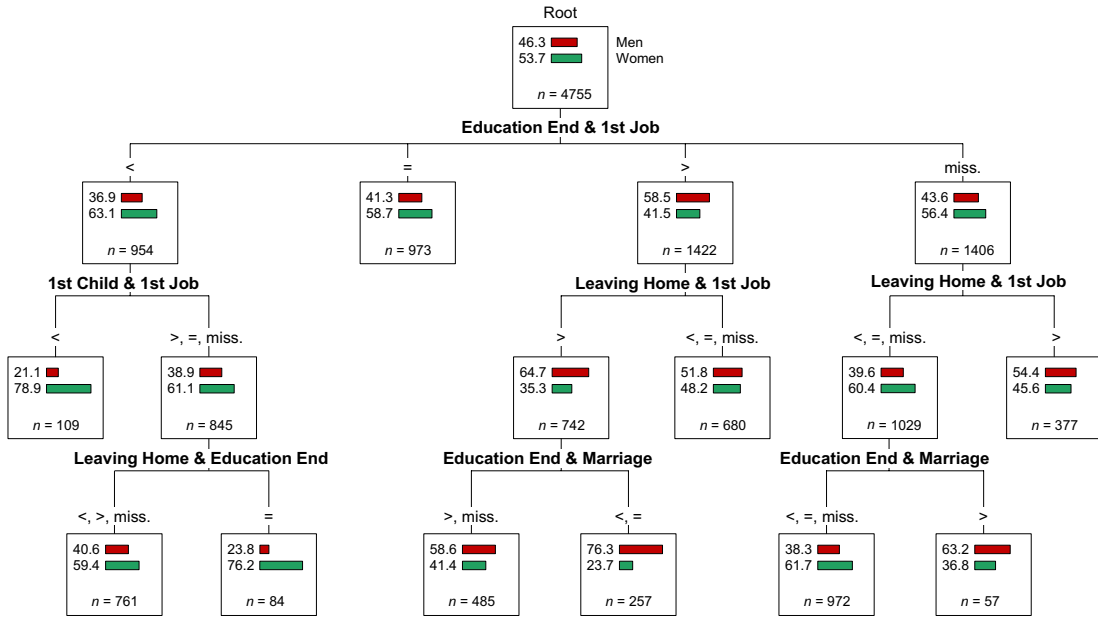 Root
46.3 Men
53.7 Women
n = 4755
Education End & 1st Job
< = > miss.
36.9 41.3 58.5 43.6
63.1 58.7 41.5 56.4
n = 954 n = 973 n = 1422 n = 1406
1st Child & 1st Job Leaving Home & 1st Job Leaving Home & 1st Job
< >, =, miss. > <, =, miss. <, =, miss. >
21.1 38.9 64.7 51.8 39.6 54.4
78.9 61.1 35.3 48.2 60.4 45.6
n = 109 n = 845 n = 742 n = 680 n = 1029 n = 377
Leaving Home & Education End Education End & Marriage Education End & Marriage
<, >, miss. = >, miss. <, = <, =, miss. >
40.6 23.8 58.6 76.3 38.3 63.2
59.4 76.2 41.4 23.7 61.7 36.8
n = 761 n = 84 n = 485 n = 257 n = 972 n = 57